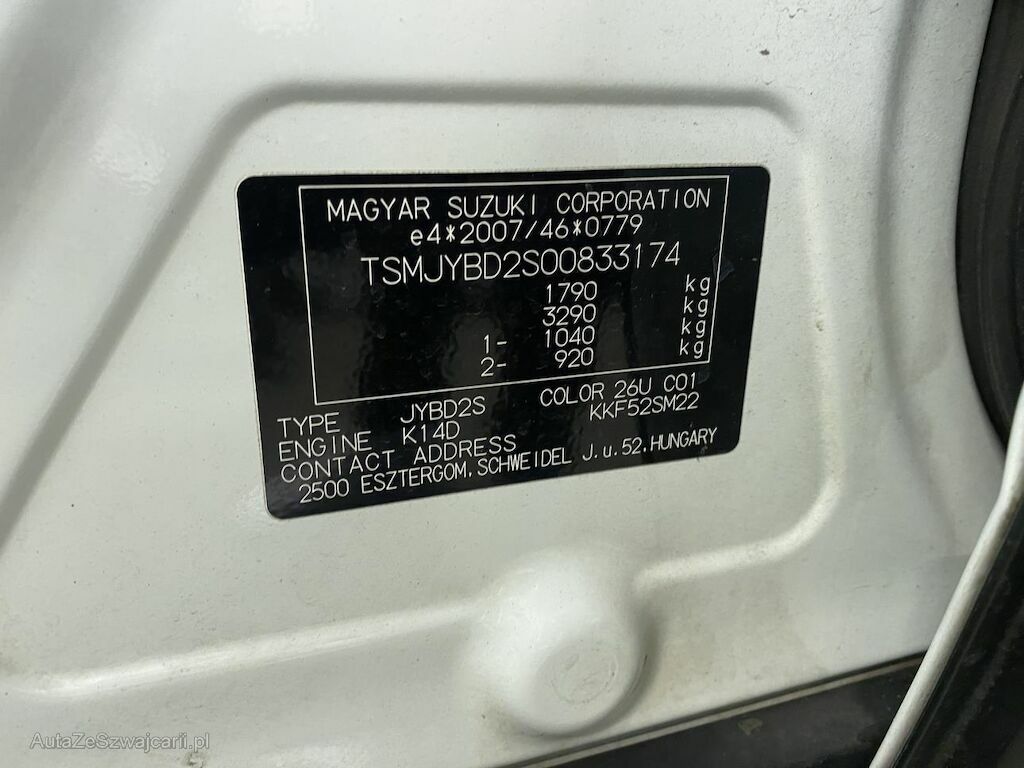 MAGYAR SUZUKI CORPORATION
e4*2007/46*0779
TSMJYBD2S00833174
1790 kg
3290 kg
1- 1040 kg
2- 920 kg
TYPE JYBD2S COLOR 26U C01
ENGINE K14D KKF52SM22
CONTACT ADDRESS
2500 ESZTERGOM, SCHWEIDEL J.u.52.HUNGARY
AutaZeSzwajcarii.pl